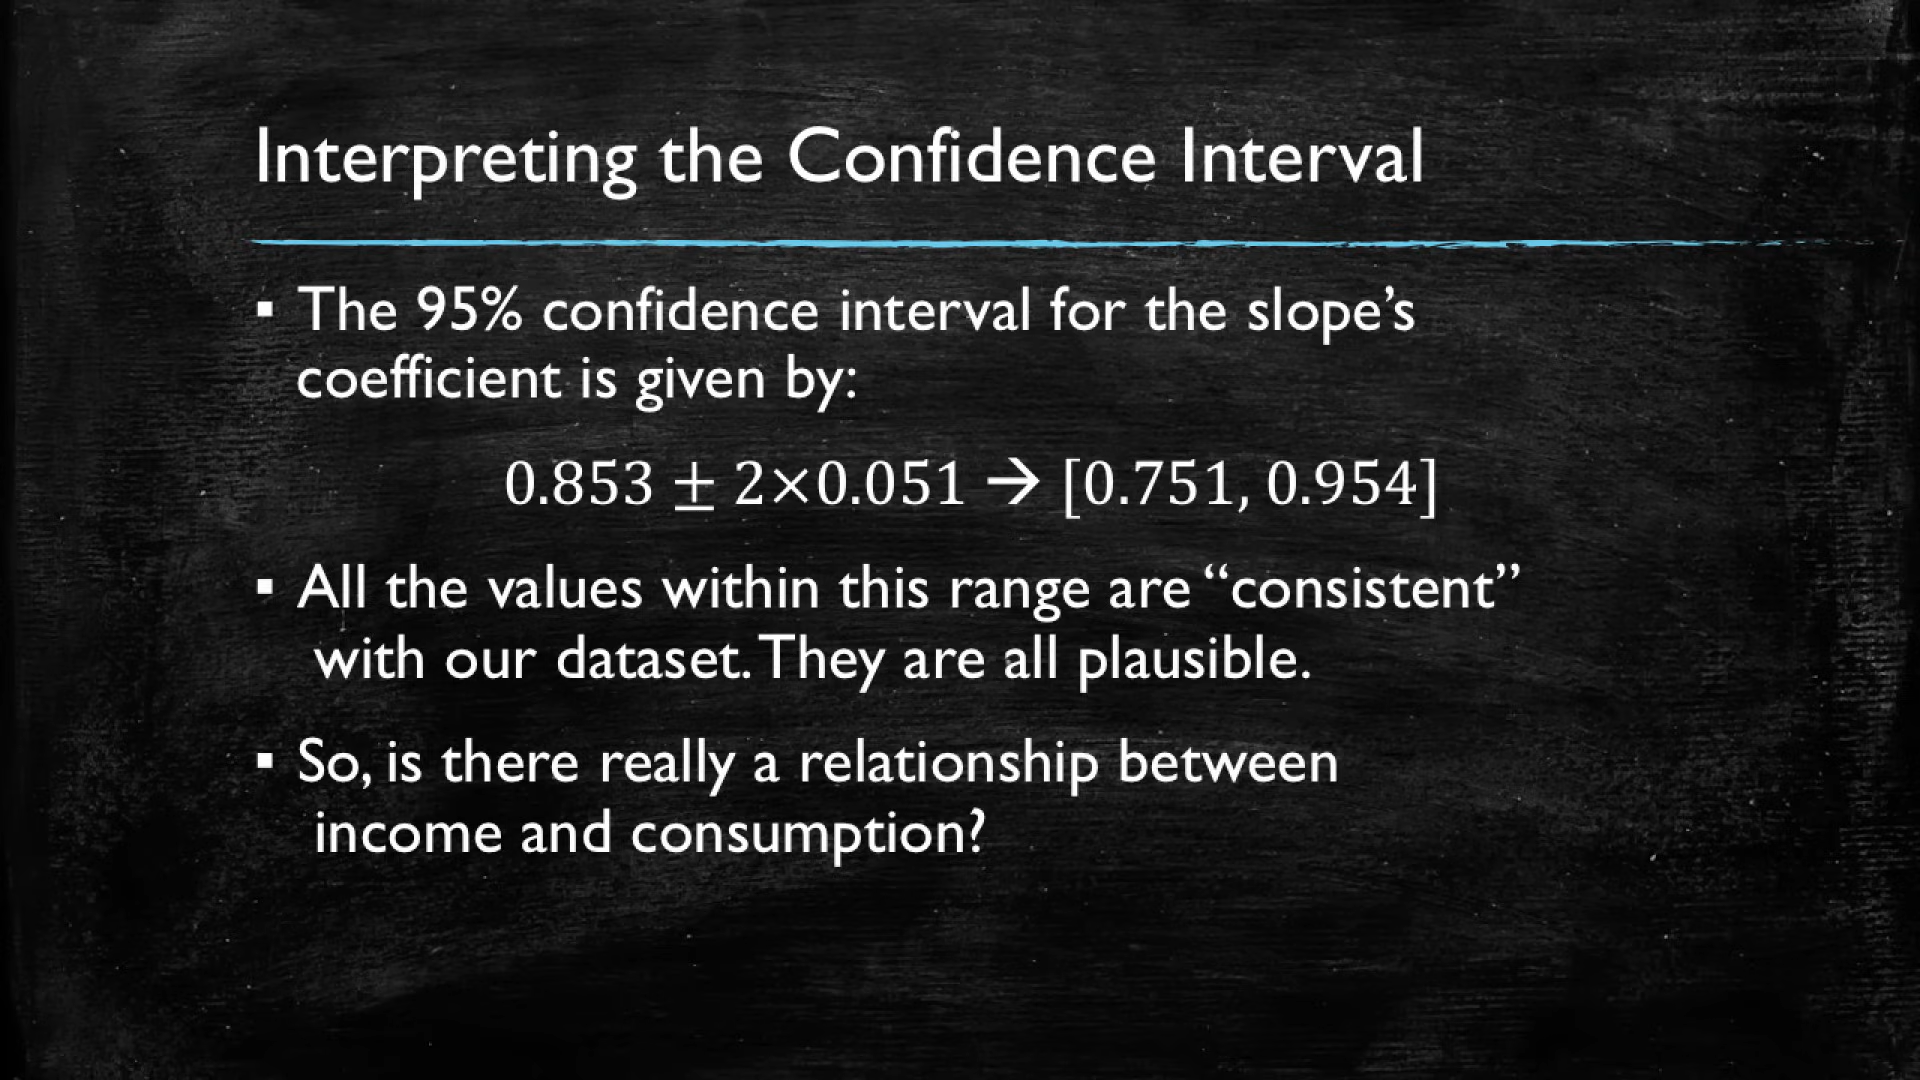 Interpreting the Confidence Interval
▪ The 95% confidence interval for the slope’s
coefficient is given by:
0.853 ± 2×0.051 → [0.751, 0.954]
▪ All the values within this range are “consistent”
with our dataset. They are all plausible.
▪ So, is there really a relationship between
income and consumption?